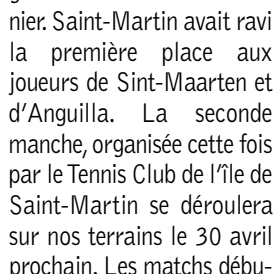 nier. Saint-Martin avait ravi
la première place aux
joueurs de Sint-Maarten et
d’Anguilla. La seconde
manche, organisée cette fois
par le Tennis Club de l’île de
Saint-Martin se déroulera
sur nos terrains le 30 avril
prochain. Les matchs débu-